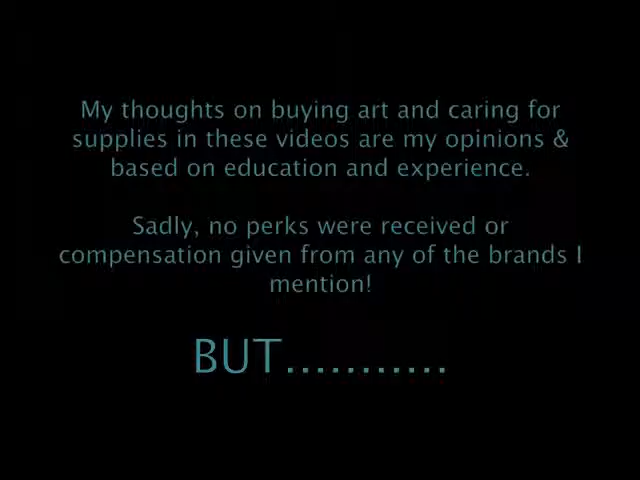 My thoughts on buying art and caring for
supplies in these videos are my opinions &
based on education and experience.
Sadly, no perks were received or
compensation given from any of the brands I
mention!
BUT...........